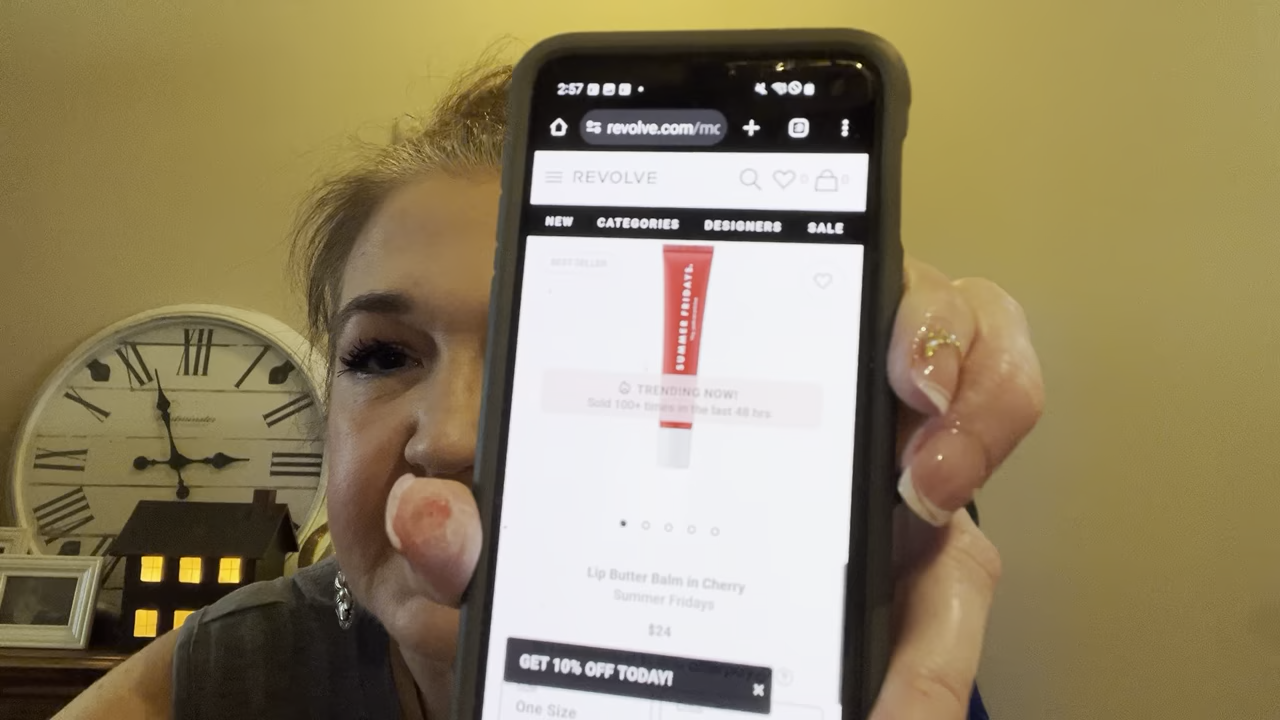 2:57
revolve.com/mc
REVOLVE
0
0
NEW CATEGORIES DESIGNERS SALE
BESTSELLER
SUMMER FRIDAYS.
TRENDING NOW!
Sold 100+ times in the last 48 hrs
Lip Butter Balm in Cherry
Summer Fridays
$24
GET 10% OFF TODAY!
One Size
XII